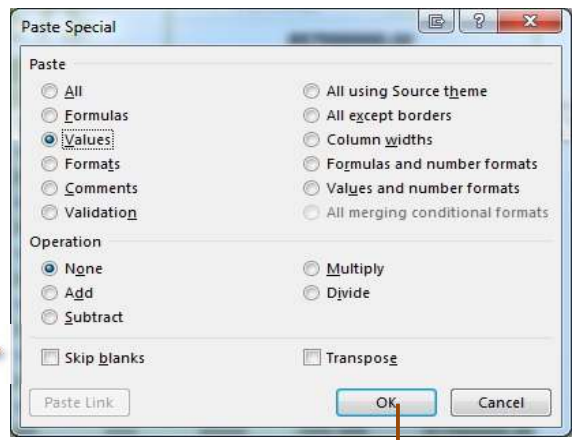 Paste Special
Paste
All
Formulas
Values
Formats
Comments
Validation
All using Source theme
All except borders
Column widths
Formulas and number formats
Values and number formats
All merging conditional formats
Operation
None
Add
Subtract
Multiply
Divide
Skip blanks
Transpose
Paste Link
OK
Cancel